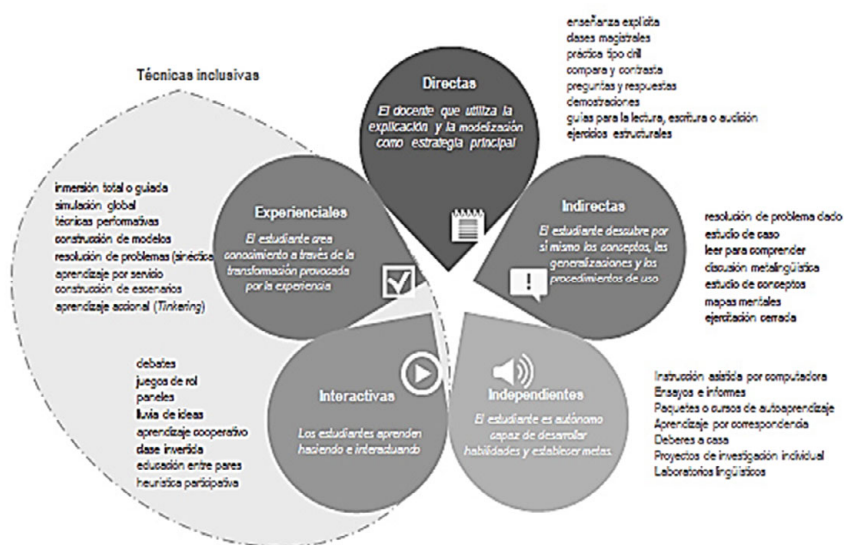 Técnicas inclusivas
Directas
El docente que utiliza la
explicación y la modelización
como estrategia principal
enseñanza explícita
clases magistrales
práctica tipo drill
compara y contrasta
preguntas y respuestas
demostraciones
guías para la lectura, escritura o audición
ejercicios estructurales
Experienciales
El estudiante crea
conocimiento a través de la
transformación provocada
por la experiencia
inmersión total o guiada
simulación global
técnicas performativas
construcción de modelos
resolución de problemas (sinéctica
aprendizaje por servicio
construcción de escenarios
aprendizaje accional (Tinkering)
Indirectas
El estudiante descubre por
sí mismo los conceptos, las
generalizaciones y los
procedimientos de uso
resolución de problema dado
estudio de caso
leer para comprender
discusión metalingüística
estudio de conceptos
mapas mentales
ejercitación cerrada
Interactivas
Los estudiantes aprenden
haciendo e interactuando
debates
juegos de rol
paneles
lluvia de ideas
aprendizaje cooperativo
clase invertida
educación entre pares
heurística participativa
Independientes
El estudiante es autónomo
capaz de desarrollar
habilidades y establecer metas.
Instrucción asistida por computadora
Ensayos e informes
Paquetes o cursos de autoaprendizaje
Aprendizaje por correspondencia
Deberes a casa
Proyectos de investigación individual
Laboratorios lingüísticos